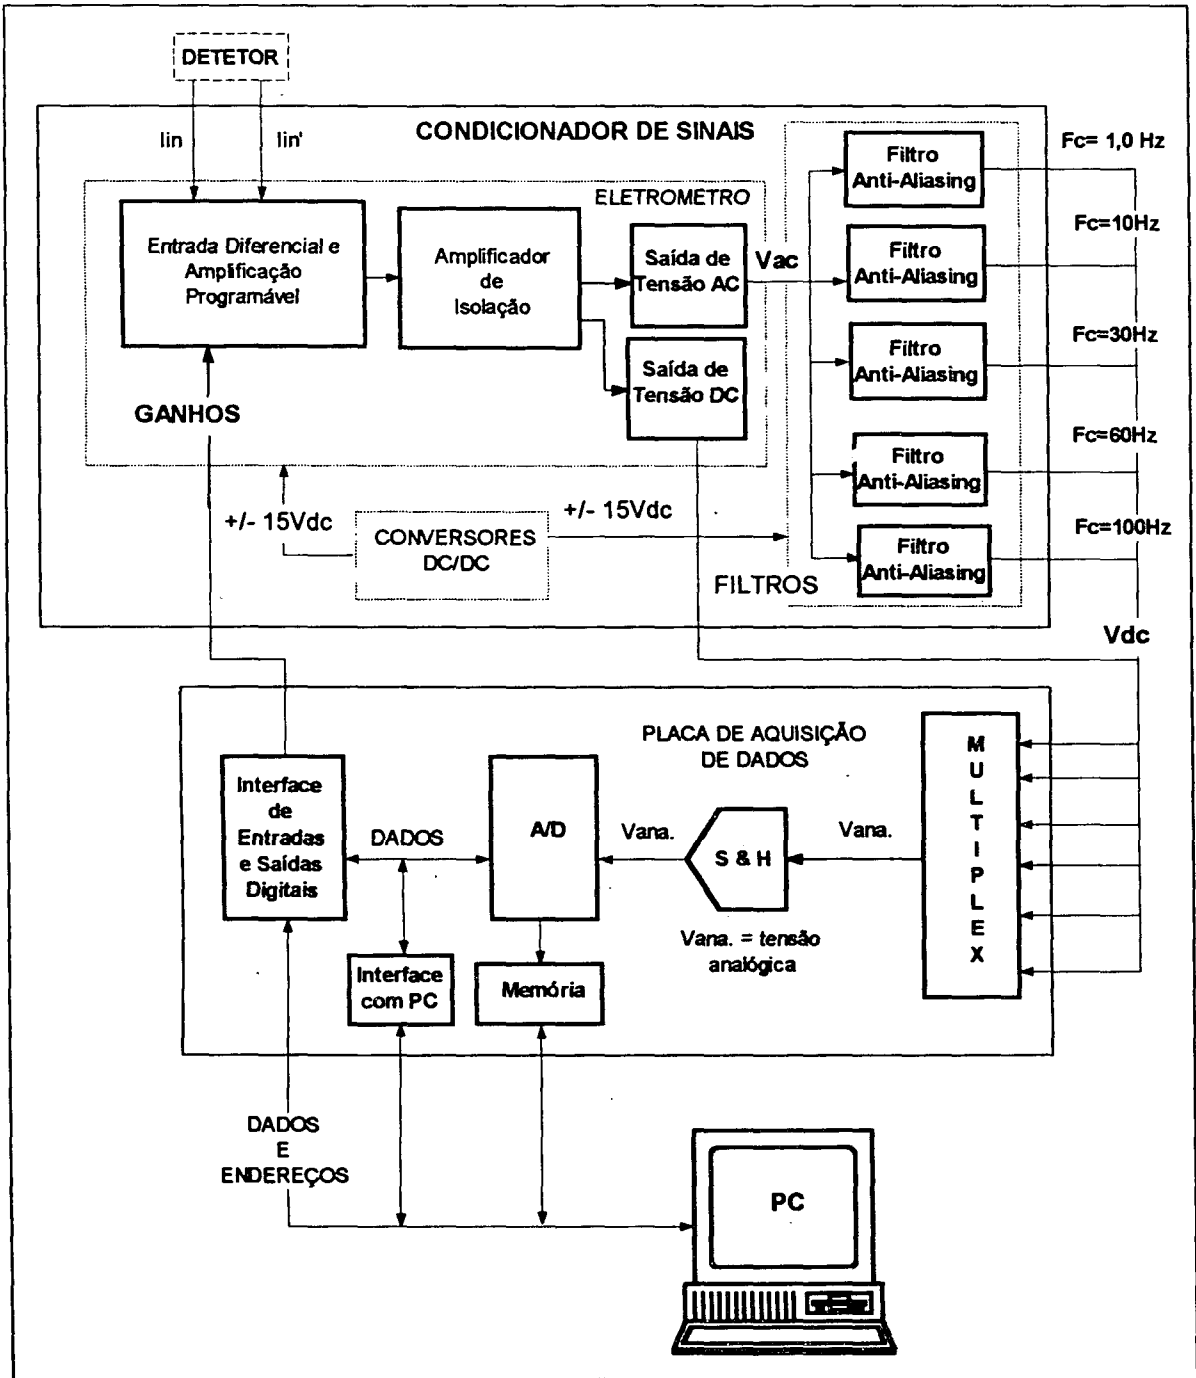 DETETOR
Iin
Iin'
CONDICIONADOR DE SINAIS
ELETROMETRO
Entrada Diferencial e
Amplificação
Programável
Amplificador
de
Isolação
Saída de
Tensão AC
Saída de
Tensão DC
Vac
GANHOS
+/- 15Vdc
CONVERSORES
DC/DC
+/- 15Vdc
Filtro
Anti-Aliasing
Filtro
Anti-Aliasing
Filtro
Anti-Aliasing
Filtro
Anti-Aliasing
Filtro
Anti-Aliasing
FILTROS
Fc= 1,0 Hz
Fc=10Hz
Fc=30Hz
Fc=60Hz
Fc=100Hz
Vdc
PLACA DE AQUISIÇÃO
DE DADOS
Interface
de
Entradas
e Saídas
Digitais
DADOS
A/D
Vana.
S & H
Vana.
MULTIPLEX
Vana. = tensão
analógica
Interface
com PC
Memória
DADOS
E
ENDEREÇOS
PC